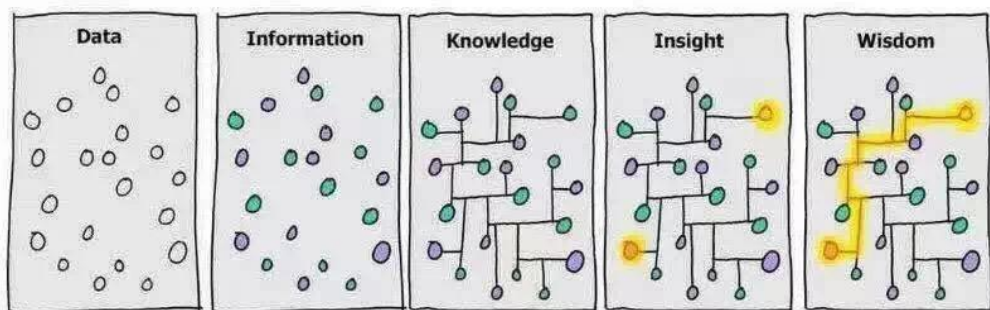 Data
Information
Knowledge
Insight
Wisdom